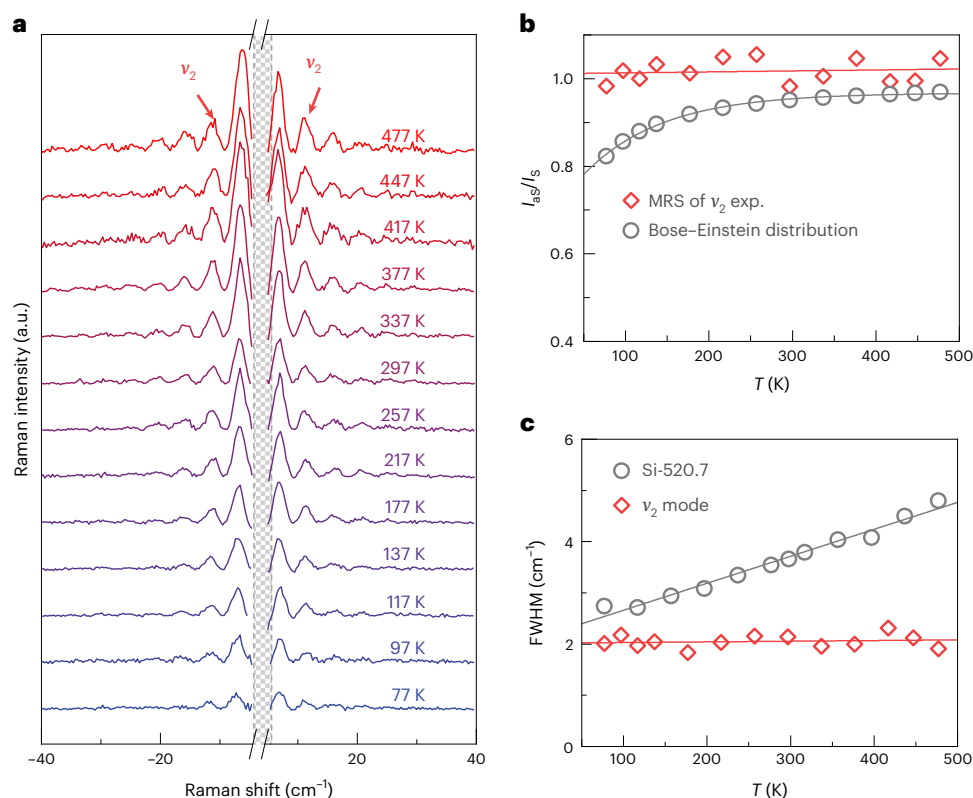 a
ν₂
ν₂
477 K
447 K
417 K
377 K
337 K
297 K
257 K
217 K
177 K
137 K
117 K
97 K
77 K
Raman intensity (a.u.)
−40
−20
20
40
Raman shift (cm⁻¹)
b
1.0
0.8
0.6
0.4
I_aS/I_S
MRS of ν₂ exp.
Bose–Einstein distribution
100
200
300
400
500
T (K)
c
6
4
2
0
FWHM (cm⁻¹)
Si-520.7
ν₂ mode
100
200
300
400
500
T (K)